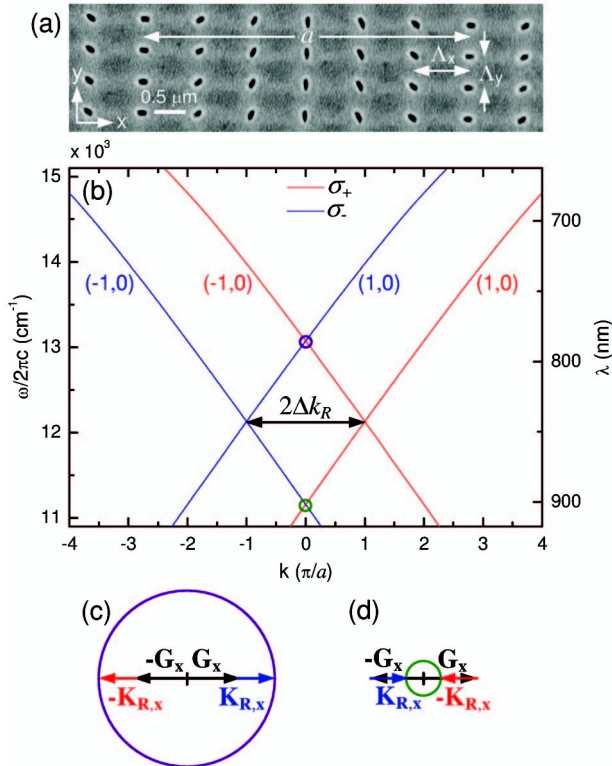 (a)
a
Λx
Λy
y
x
0.5 μm
x 10³
(b)
σ+
σ-
15
14
13
12
11
ω/2πc (cm⁻¹)
(-1,0)
(-1,0)
(1,0)
(1,0)
2Δk_R
700
800
900
λ (nm)
-4 -3 -2 -1 0 1 2 3 4
k (π/a)
(c)
(d)
-Gx Gx
-K_R,x
K_R,x
-Gx
Gx
K_R,x
-K_R,x